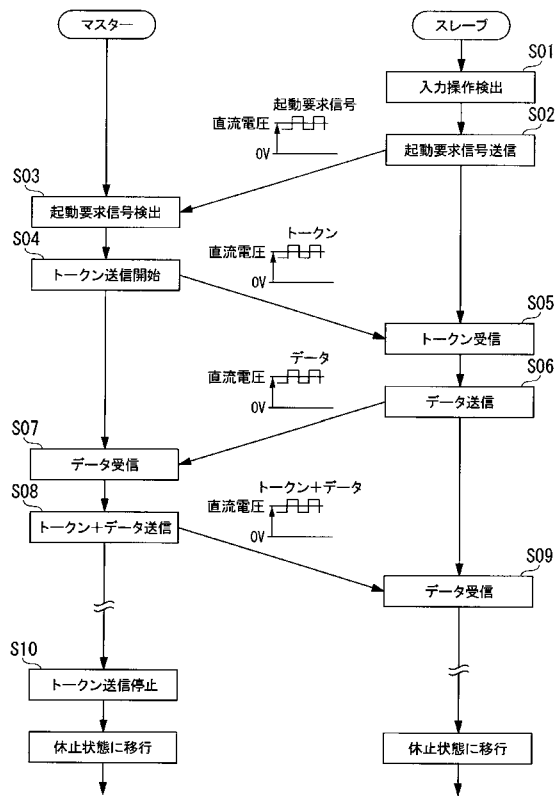 マスター
スレーブ
S01
入力操作検出
S02
起動要求信号
直流電圧
0V
起動要求信号送信
S03
起動要求信号検出
S04
トークン
直流電圧
0V
トークン送信開始
S05
トークン受信
データ
直流電圧
0V
S06
データ送信
S07
データ受信
S08
トークン+データ
直流電圧
0V
トークン+データ送信
S09
データ受信
S10
トークン送信停止
休止状態に移行
休止状態に移行